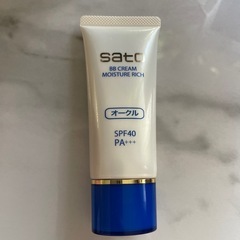 sato
BB CREAM
MOISTURE RICH
オークル
SPF40
PA+++